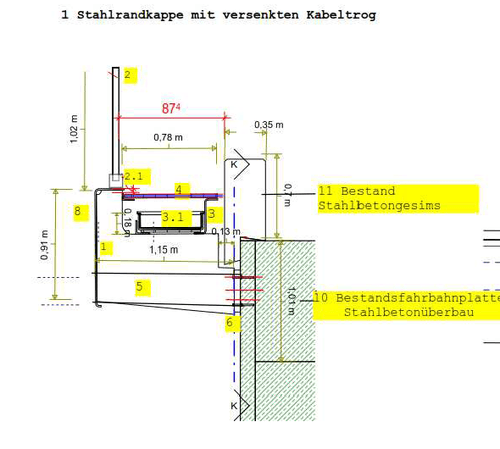 1 Stahlrandkappe mit versenkten Kabeltrog
2
87⁴
1,02 m
0,35 m
0,78 m
K
2.1
4
11 Bestand
Stahlbetongesims
0,7 m
8
3.1
3
0,18 m
0,13 m
1
1,15 m
0,91 m
5
10 Bestandsfahrbahnplatte
Stahlbetonüberbau
1,01 m
6
K